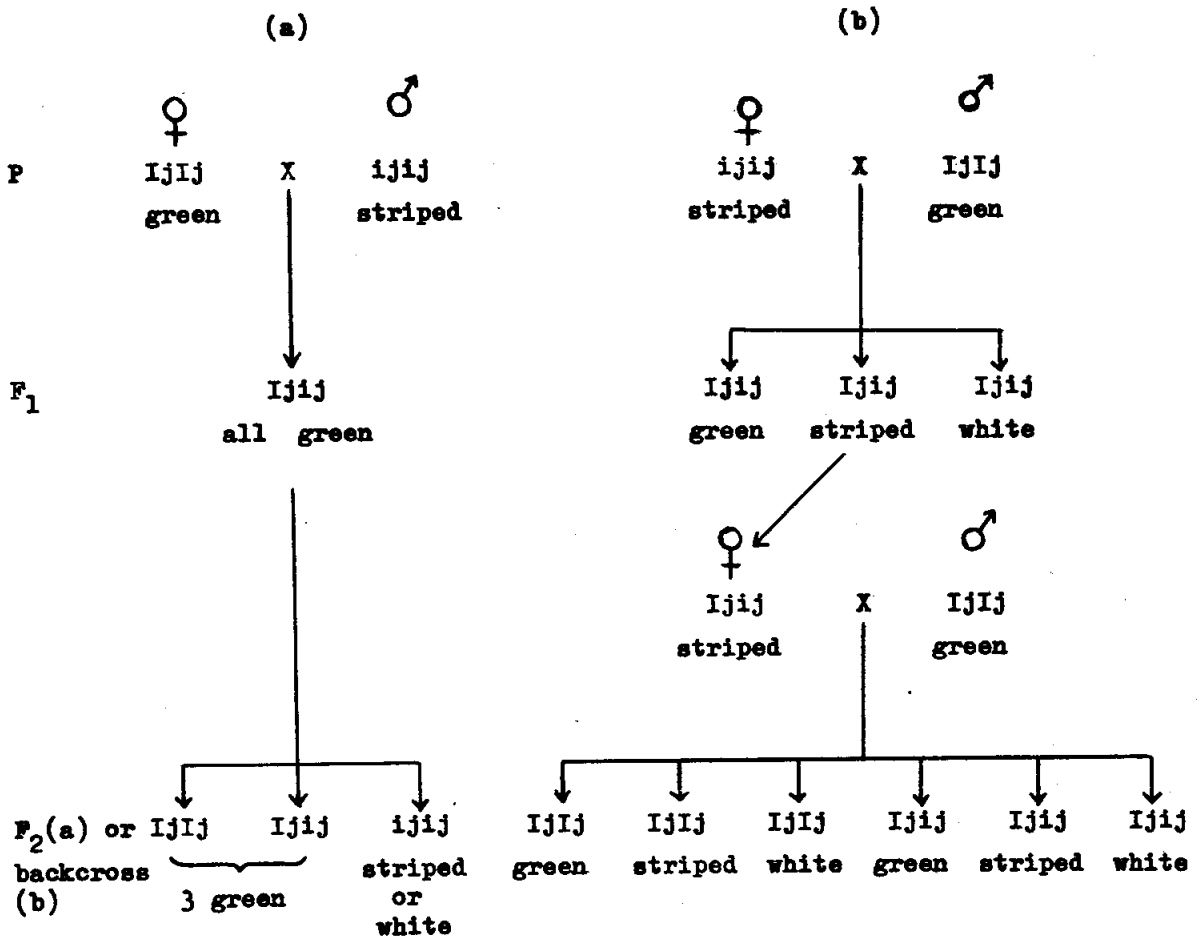 (a) (b)
♀ ♂ ♀ ♂
P IjIj X ijij ijij X IjIj
green striped striped green
F1 Ijij Ijij Ijij Ijij
all green green striped white
♀ ♂
Ijij X IjIj
striped green
F2(a) or IjIj Ijij ijij IjIj IjIj IjIj Ijij Ijij Ijij
backcross striped green striped white green striped white
(b) 3 green or
white